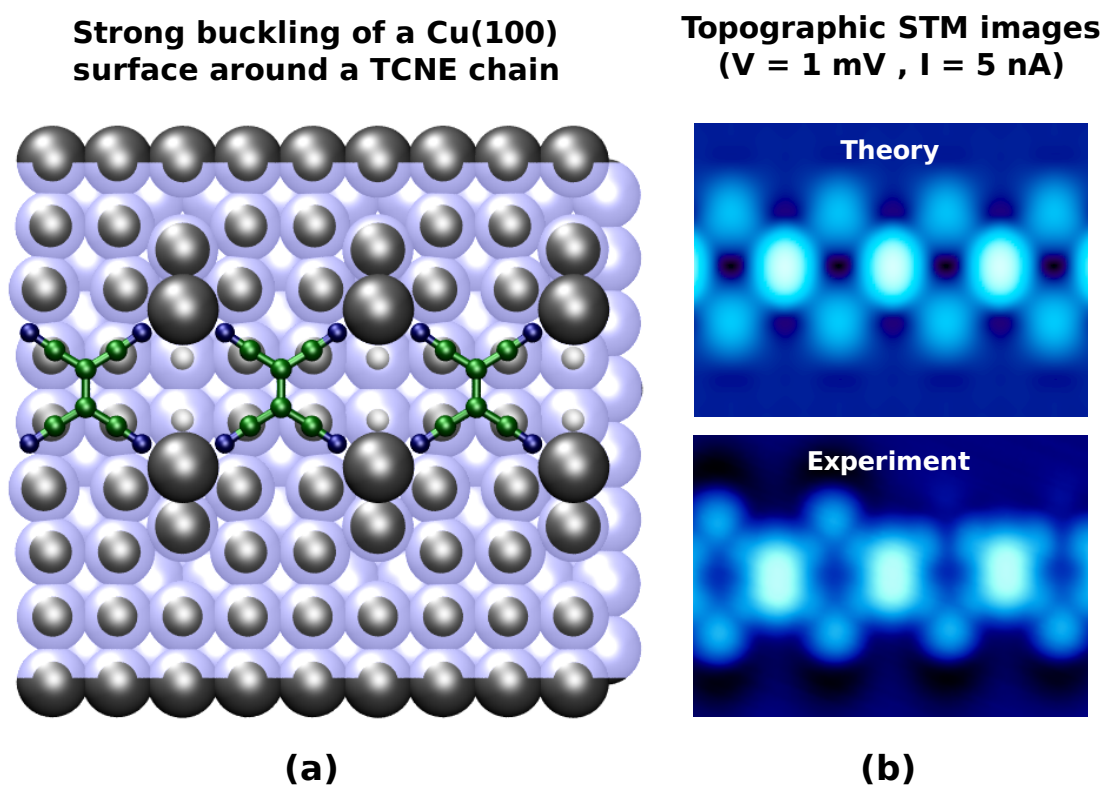 Strong buckling of a Cu(100)
surface around a TCNE chain
Topographic STM images
(V = 1 mV , I = 5 nA)
Theory
Experiment
(a)
(b)